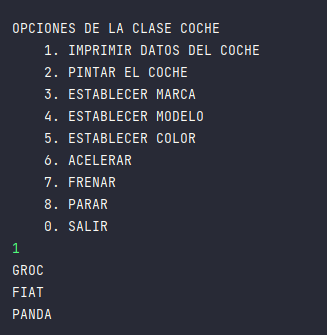 OPCIONES DE LA CLASE COCHE
1. IMPRIMIR DATOS DEL COCHE
2. PINTAR EL COCHE
3. ESTABLECER MARCA
4. ESTABLECER MODELO
5. ESTABLECER COLOR
6. ACELERAR
7. FRENAR
8. PARAR
0. SALIR
1
GROC
FIAT
PANDA